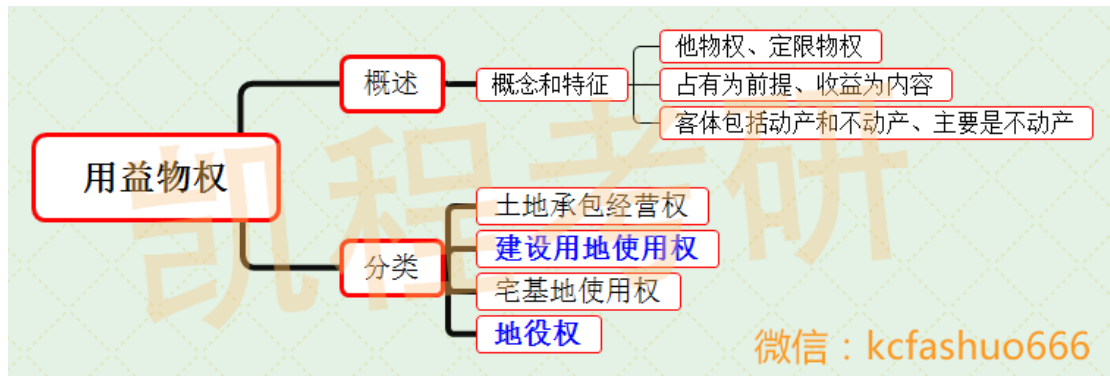 用益物权
概述
概念和特征
他物权、定限物权
占有为前提、收益为内容
客体包括动产和不动产、主要是不动产
分类
土地承包经营权
建设用地使用权
宅基地使用权
地役权
凯程考研
微信：kcfashuo666